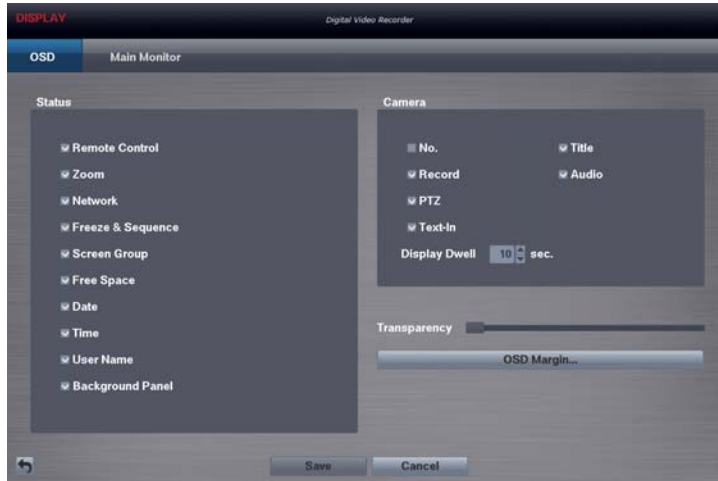 DISPLAY
Digital Video Recorder
OSD
Main Monitor
Status
Remote Control
Zoom
Network
Freeze & Sequence
Screen Group
Free Space
Date
Time
User Name
Background Panel
Camera
No.
Title
Record
Audio
PTZ
Text-In
Display Dwell 10 sec.
Transparency
OSD Margin...
Save
Cancel